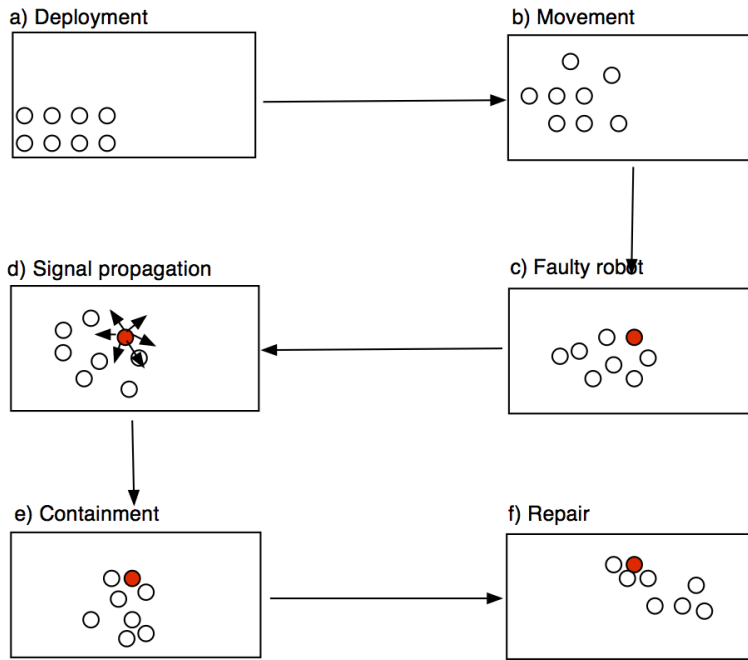 a) Deployment
b) Movement
d) Signal propagation
c) Faulty robot
e) Containment
f) Repair